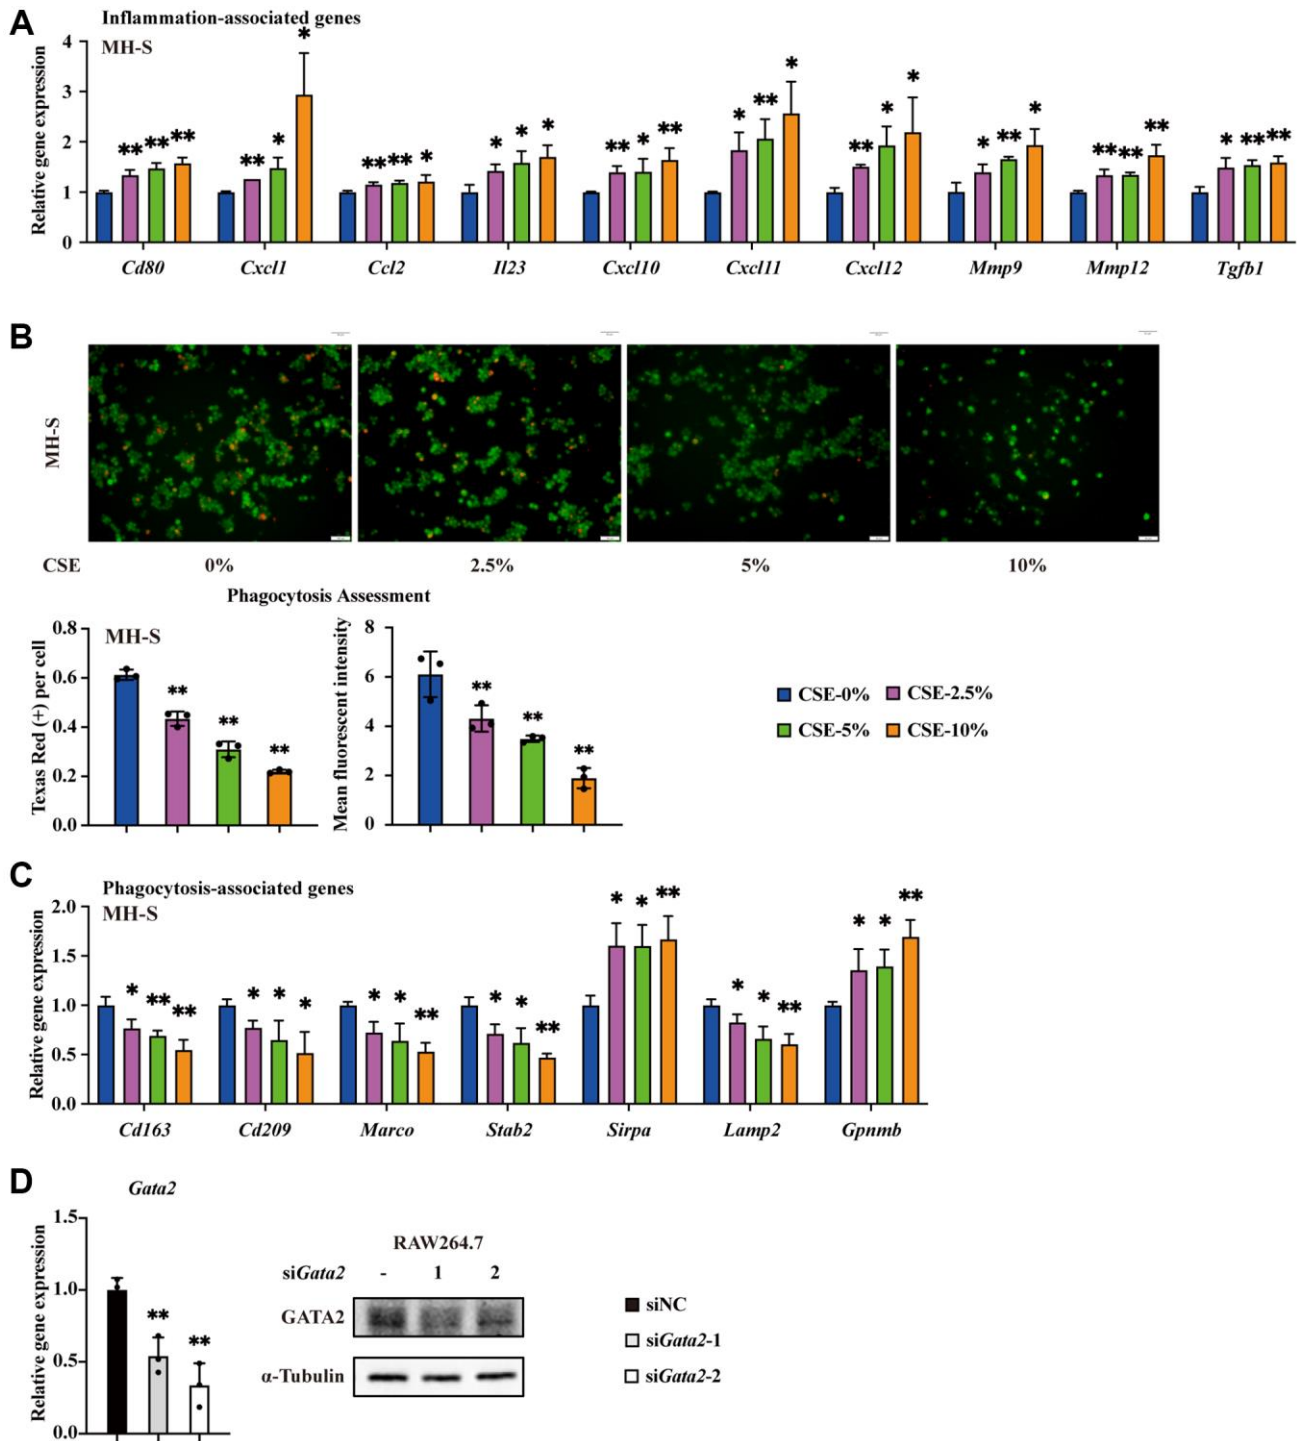 A
Inflammation-associated genes
MH-S
Relative gene expression
4
3
2
1
0
* 
** ** **
** * *
** ** *
* * *
** * **
* ** *
** * *
* ** *
** ** **
* ** **
Cd80 Cxcl1 Ccl2 Il23 Cxcl10 Cxcl11 Cxcl12 Mmp9 Mmp12 Tgfb1
B
MH-S
CSE 0% 2.5% 5% 10%
Phagocytosis Assessment
Texas Red (+) per cell
0.8
0.6
0.4
0.2
0.0
MH-S
** ** **
Mean fluorescent intensity
8
6
4
2
0
** ** **
CSE-0% CSE-2.5%
CSE-5% CSE-10%
C
Phagocytosis-associated genes
MH-S
Relative gene expression
2.0
1.5
1.0
0.5
0.0
* ** **
* * *
* * **
* * **
* * **
* * **
* * **
Cd163 Cd209 Marco Stab2 Sirpa Lamp2 Gpnmb
D
Gata2
Relative gene expression
1.5
1.0
0.5
0.0
** **
RAW264.7
siGata2 - 1 2
GATA2
α-Tubulin
siNC
siGata2-1
siGata2-2